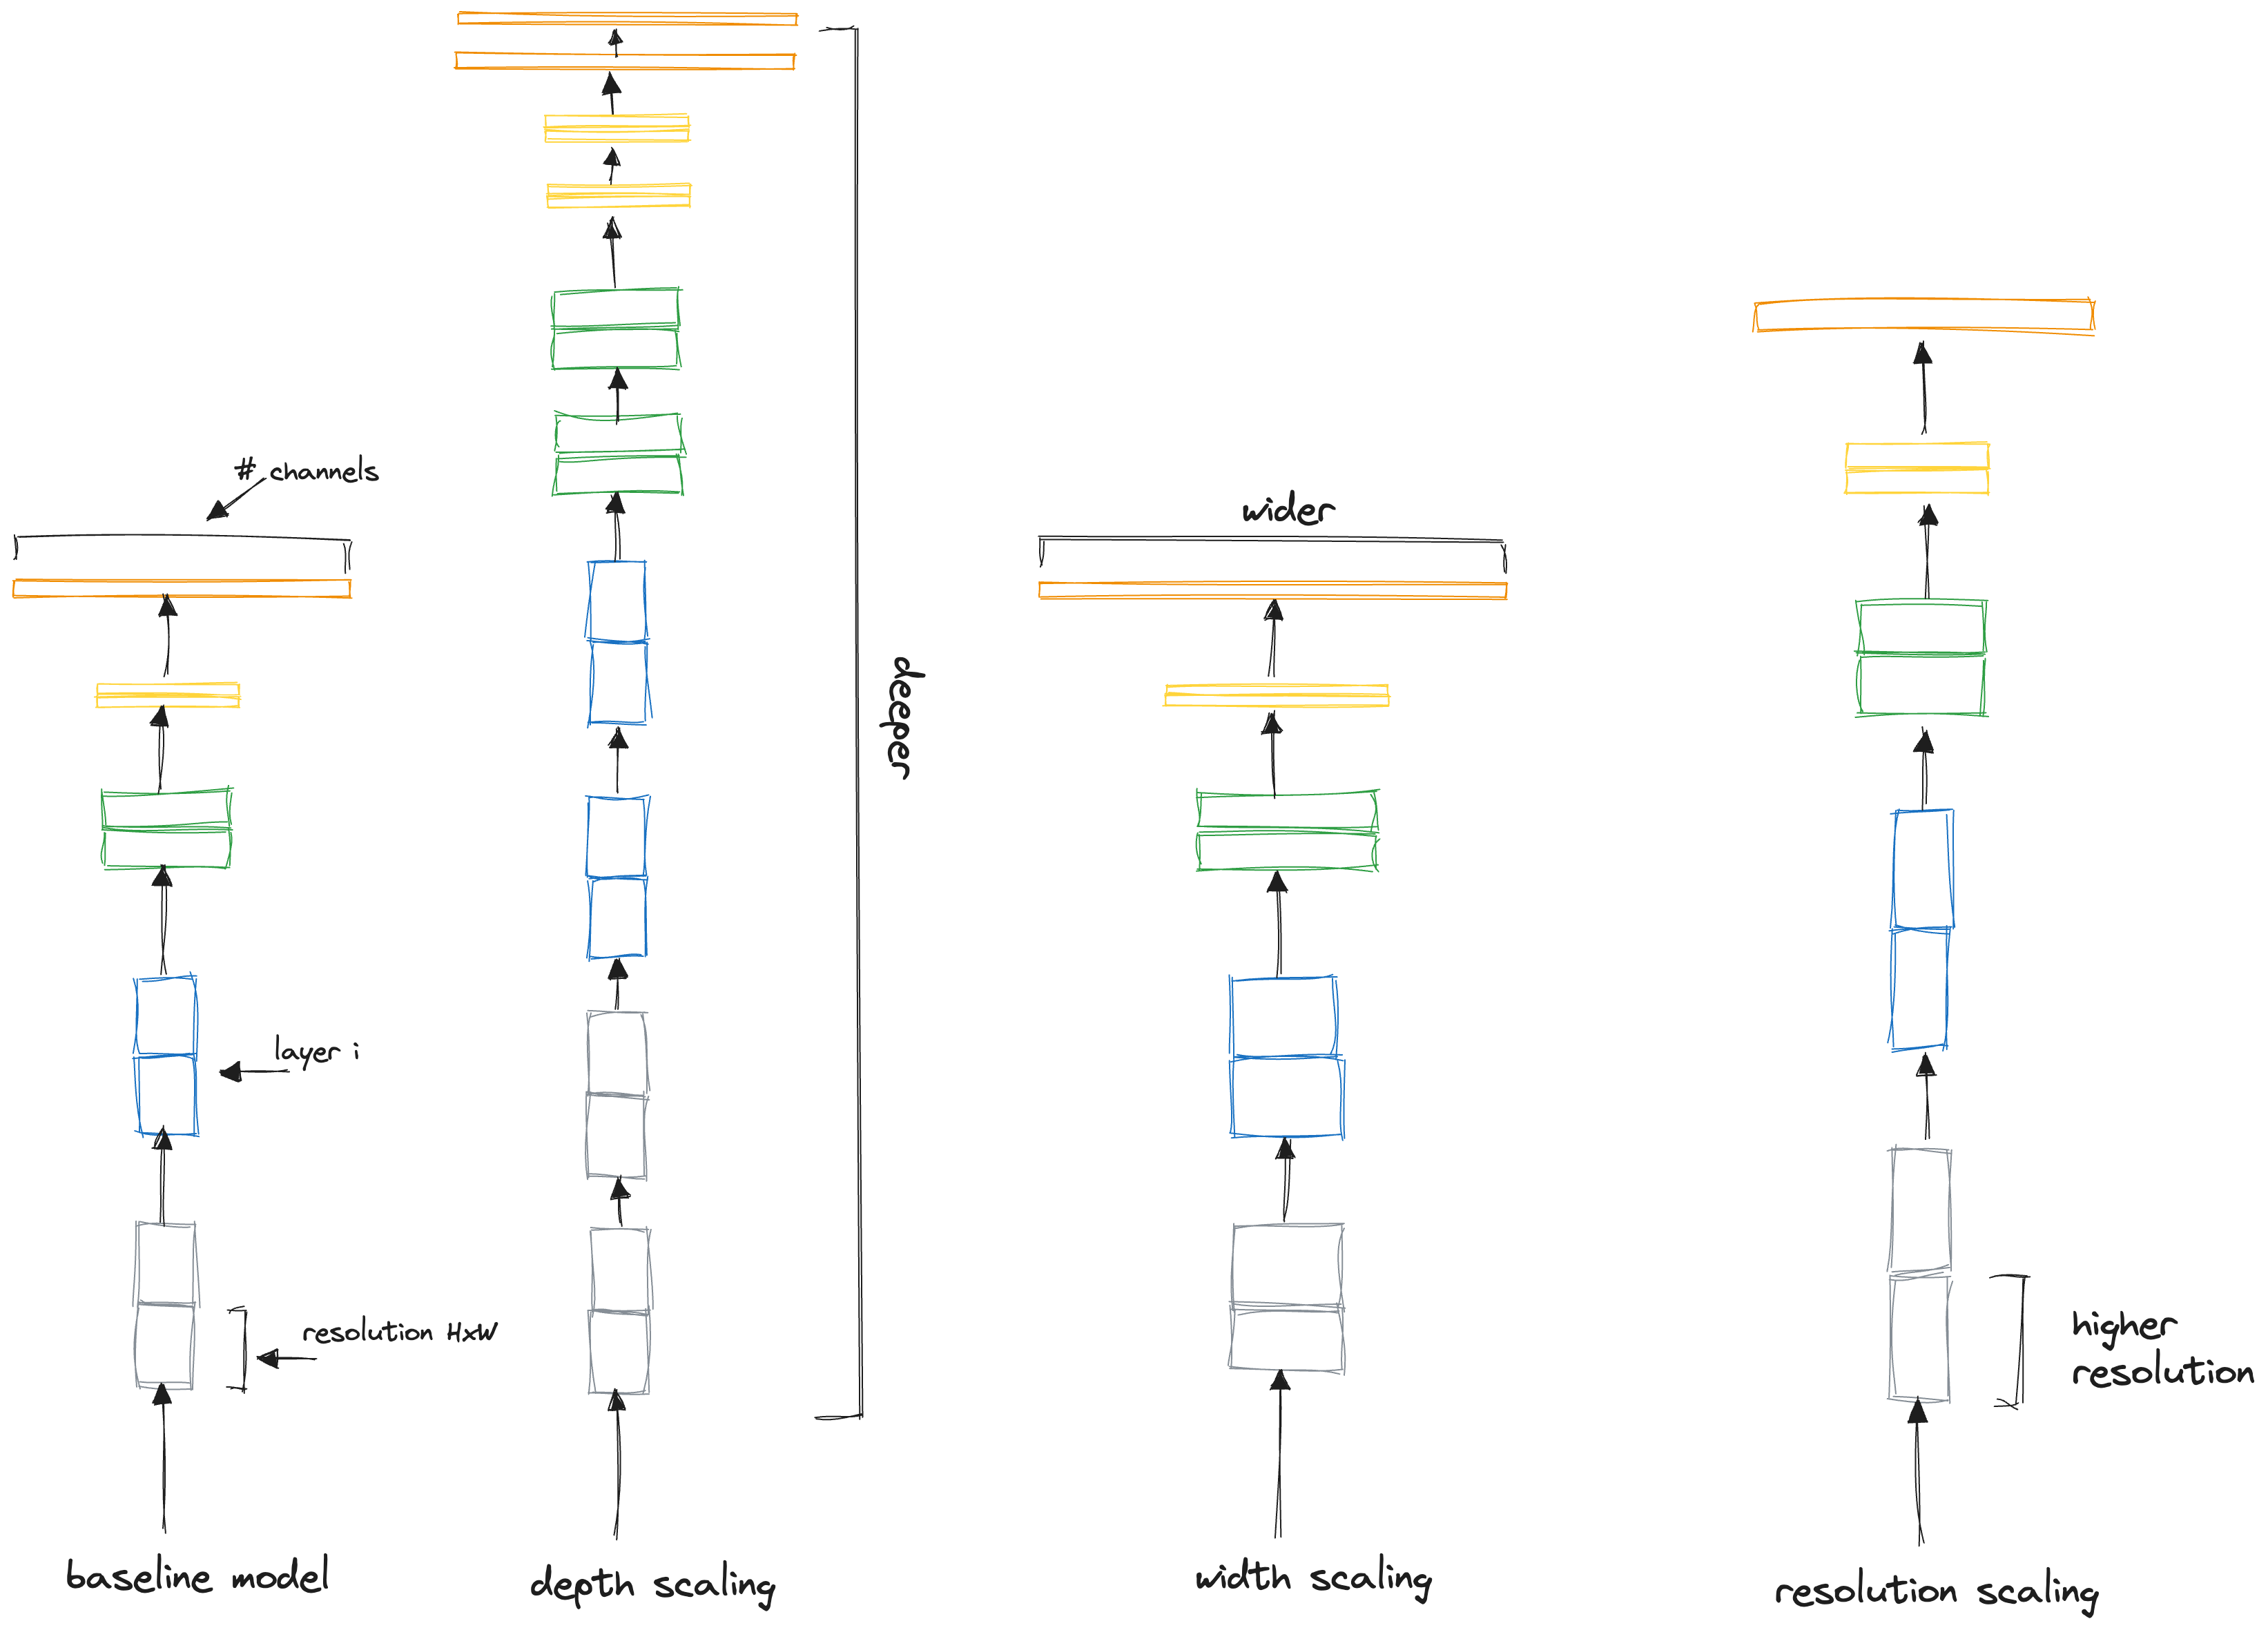 # channels
wider
deeper
layer i
resolution HxW
higher
resolution
baseline model
depth scaling
width scaling
resolution scaling